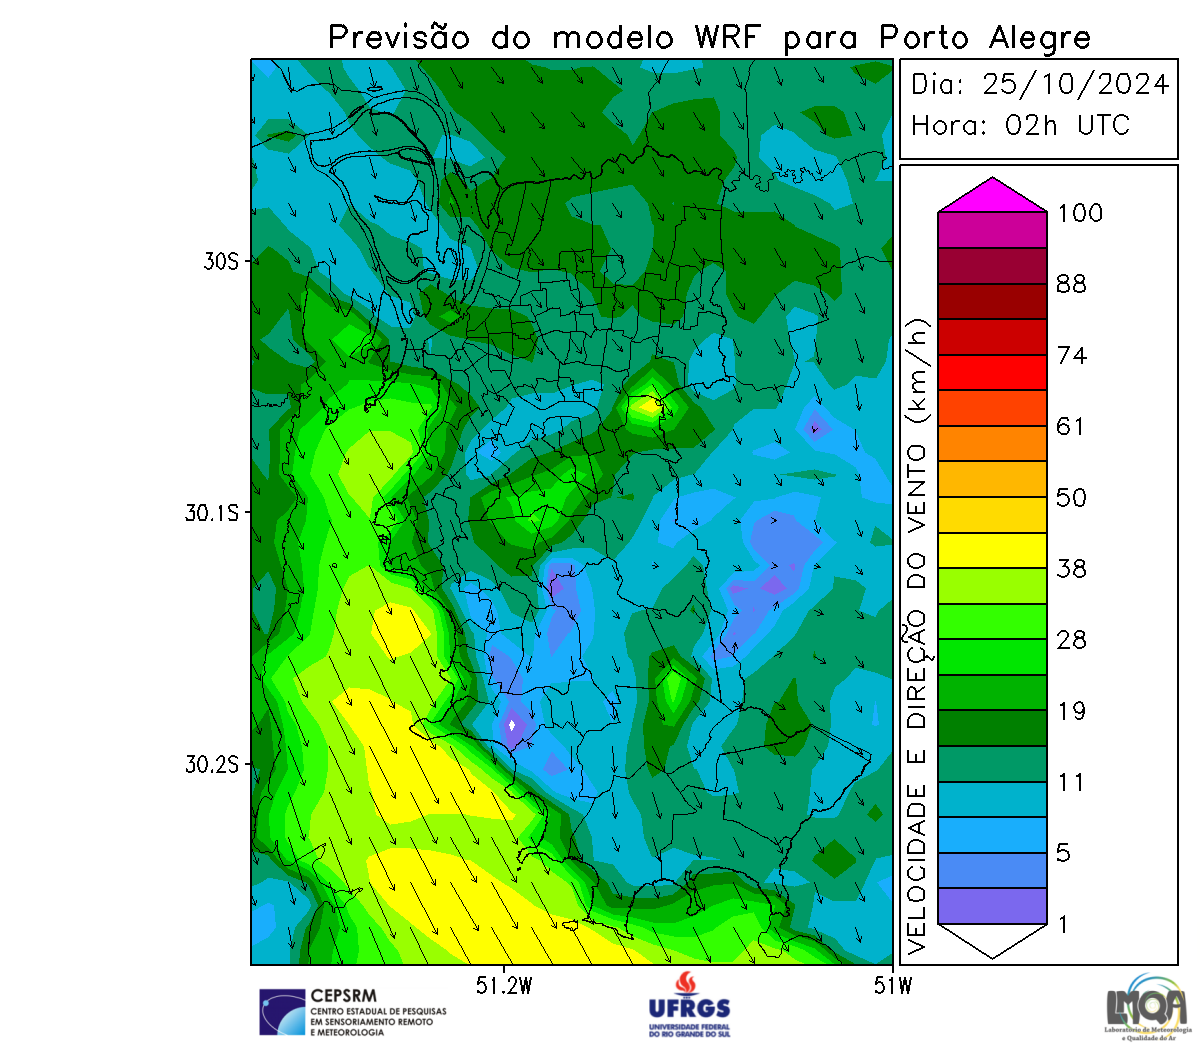 Previsão do modelo WRF para Porto Alegre
Dia: 25/10/2024
Hora: 02h UTC
30S
30.1S
30.2S
51.2W
51W
VELOCIDADE E DIREÇÃO DO VENTO (km/h)
100
88
74
61
50
38
28
19
11
5
1
CEPSRM
CENTRO ESTADUAL DE PESQUISAS
EM SENSORIAMENTO REMOTO
E METEOROLOGIA
UFRGS
UNIVERSIDADE FEDERAL
DO RIO GRANDE DO SUL
LMQA
Laboratório de Meteorologia
e Qualidade do Ar